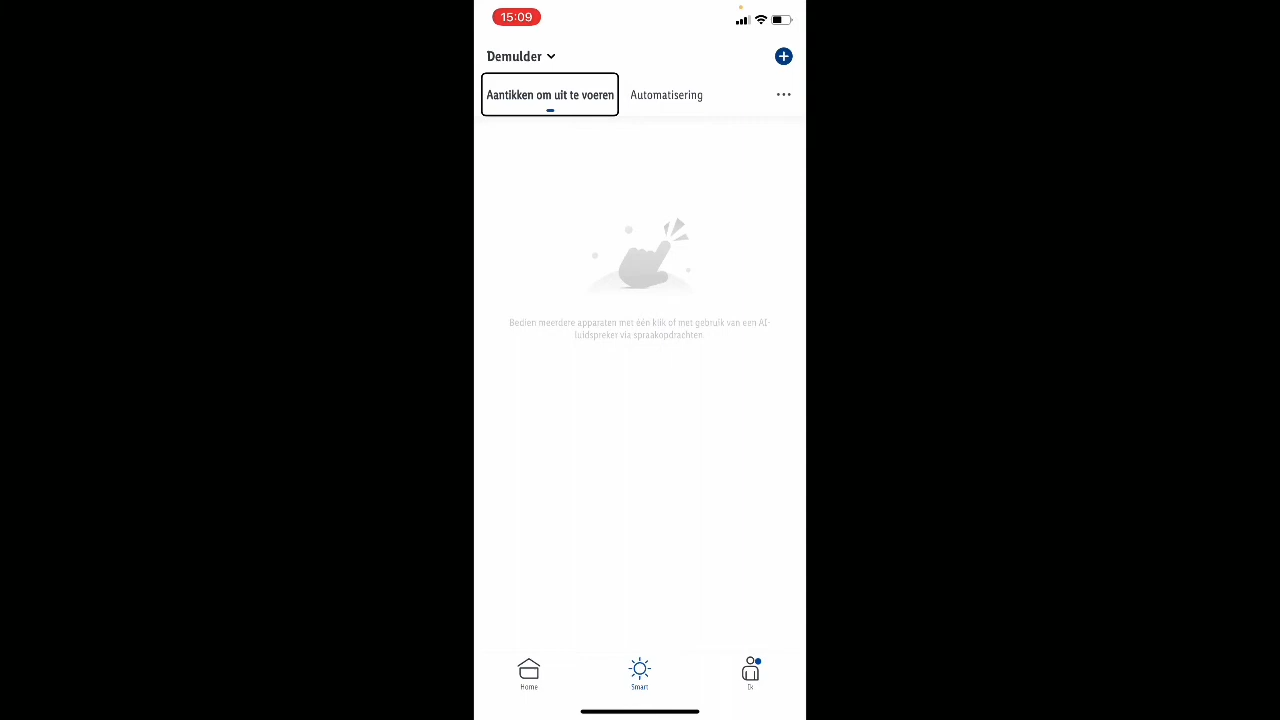 15:09
Demulder
Aantikken om uit te voeren Automatisering
Bedien meerdere apparaten met één klik of met gebruik van een AI-
luidspreker via spraakopdrachten
Home Smart Ik